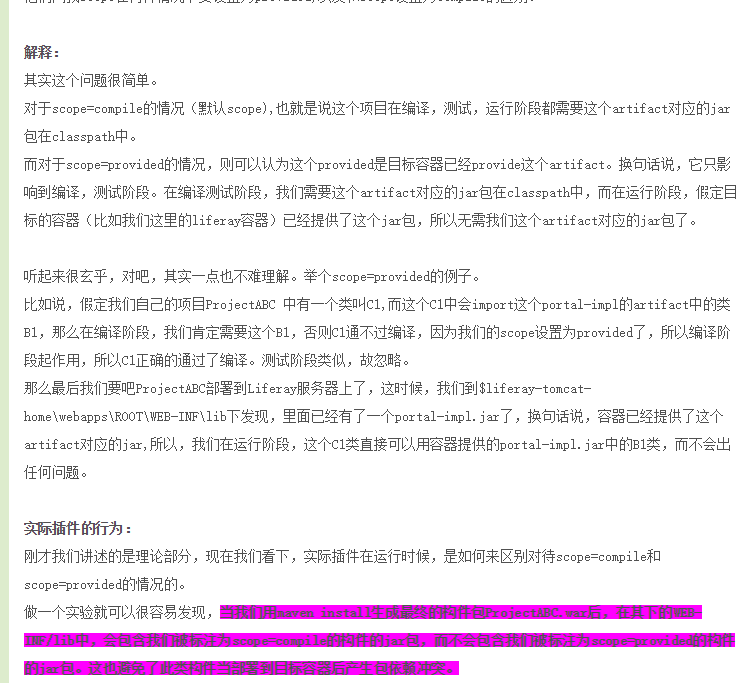 解释：
其实这个问题很简单。
对于scope=compile的情况（默认scope),也就是说这个项目在编译，测试，运行阶段都需要这个artifact对应的jar
包在classpath中。
而对于scope=provided的情况，则可以认为这个provided是目标容器已经provide这个artifact。换句话说，它只影
响到编译，测试阶段。在编译测试阶段，我们需要这个artifact对应的jar包在classpath中，而在运行阶段，假定目
标的容器（比如我们这里的liferay容器）已经提供了这个jar包，所以无需我们这个artifact对应的jar包了。
听起来很玄乎，对吧，其实一点也不难理解。举个scope=provided的例子。
比如说，假定我们自己的项目ProjectABC 中有一个类叫C1,而这个C1中会import这个portal-impl的artifact中的类
B1，那么在编译阶段，我们肯定需要这个B1，否则C1通不过编译，因为我们的scope设置为provided了，所以编译阶
段起作用，所以C1正确的通过了编译。测试阶段类似，故忽略。
那么最后我们要吧ProjectABC部署到Liferay服务器上了，这时候，我们到$liferay-tomcat-
home\webapps\ROOT\WEB-INF\lib下发现，里面已经有了一个portal-impl.jar了，换句话说，容器已经提供了这个
artifact对应的jar,所以，我们在运行阶段，这个C1类直接可以用容器提供的portal-impl.jar中的B1类，而不会出
任何问题。
实际插件的行为：
刚才我们讲述的是理论部分，现在我们看下，实际插件在运行时候，是如何来区别对待scope=compile和
scope=provided的情况的。
做一个实验就可以很容易发现，当我们用maven install生成最终的构件包ProjectABC.war后，在其下的WEB-
INF/lib中，会包含我们被标注为scope=compile的构件的jar包，而不会包含我们被标注为scope=provided的构件
的jar包。这也避免了此类构件当部署到目标容器后产生包依赖冲突。